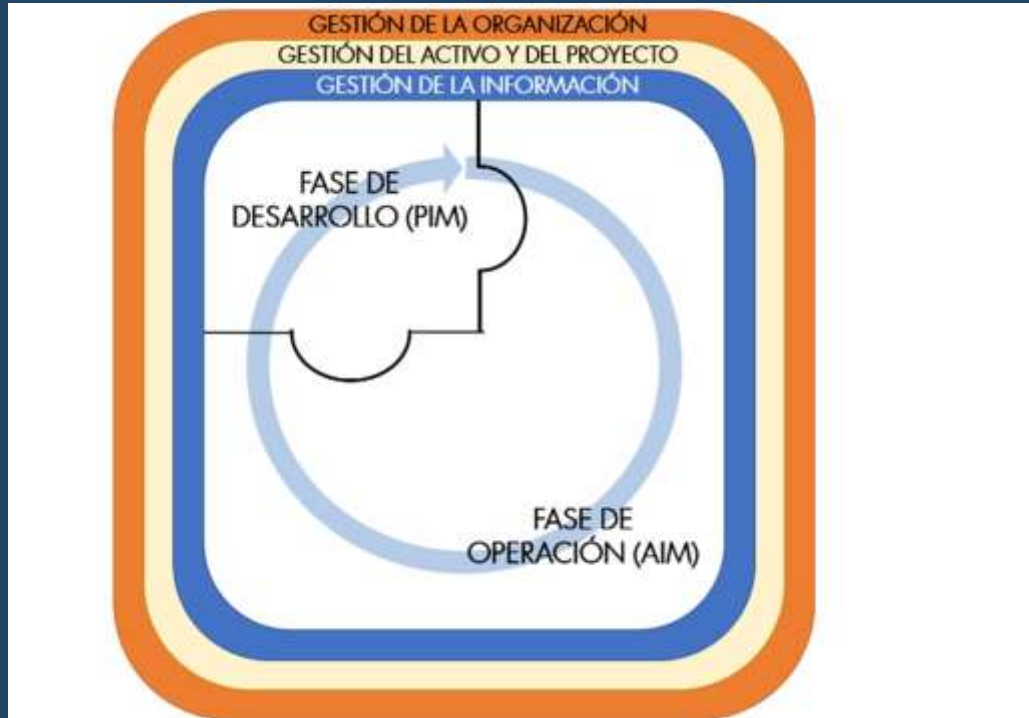 GESTIÓN DE LA ORGANIZACIÓN
GESTIÓN DEL ACTIVO Y DEL PROYECTO
GESTIÓN DE LA INFORMACIÓN
FASE DE
DESARROLLO (PIM)
FASE DE
OPERACIÓN (AIM)